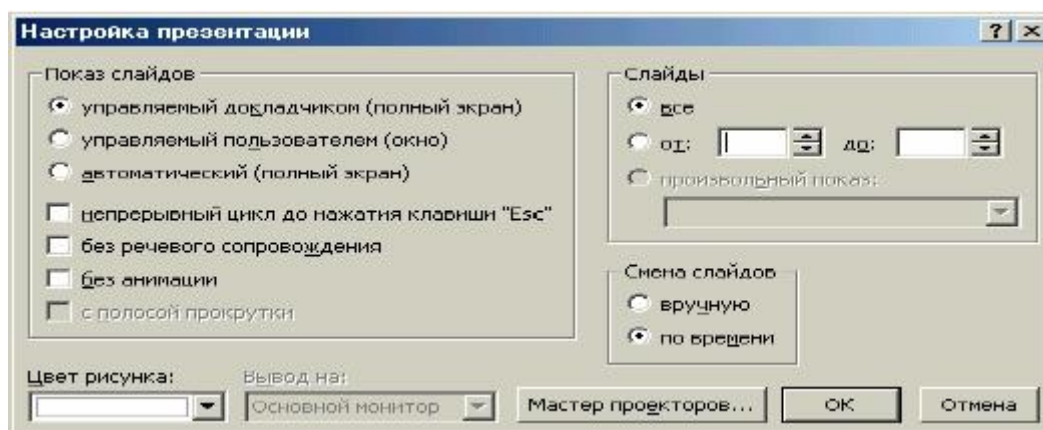 Настройка презентации
Показ слайдов
управляемый докладчиком (полный экран)
управляемый пользователем (окно)
автоматический (полный экран)
непрерывный цикл до нажатия клавиши "Esc"
без речевого сопровождения
без анимации
с полосой прокрутки
Слайды
все
от: до:
произвольный показ:
Смена слайдов
вручную
по времени
Цвет рисунка: Вывод на:
Основной монитор Мастер проекторов... OK Отмена